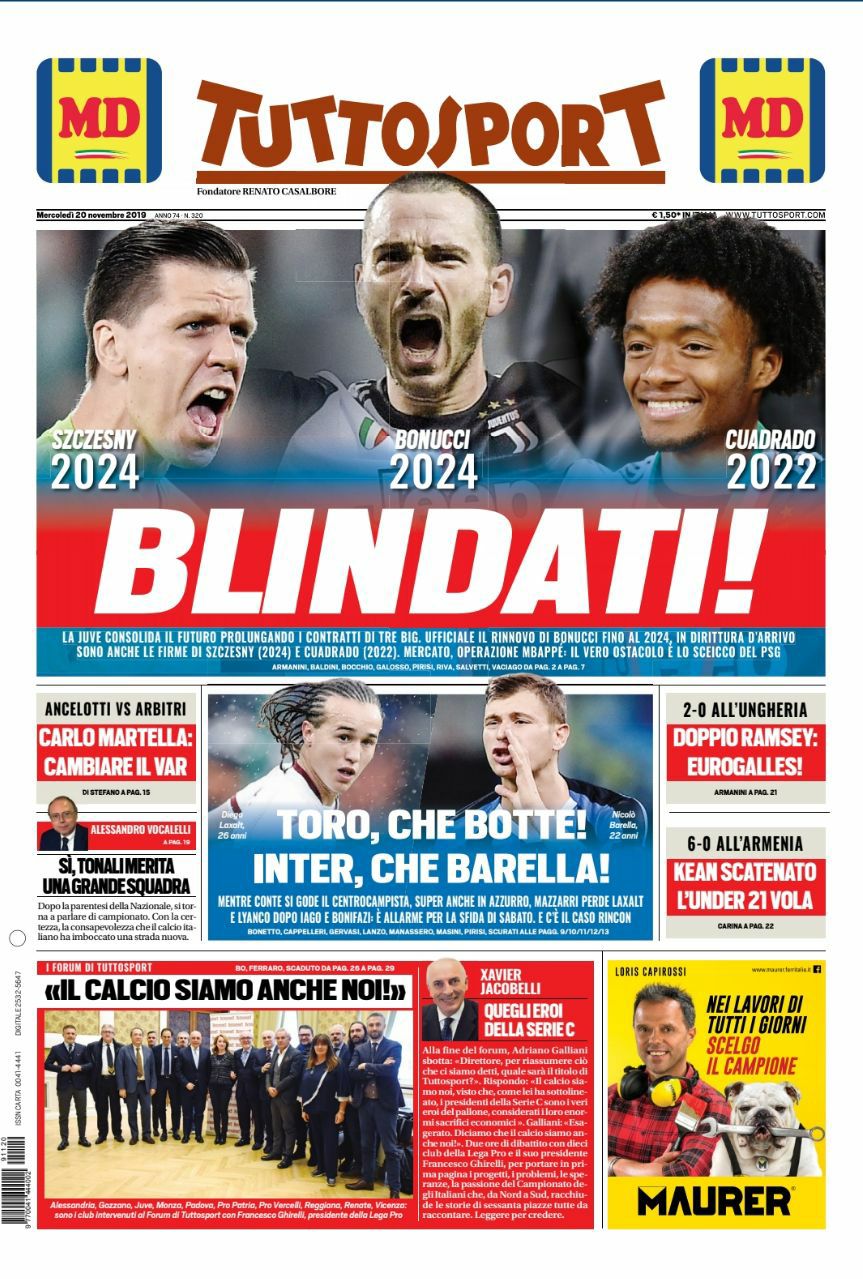 MD
TUTTOSPORT
MD
Fondatore RENATO CASALBORE
Mercoledì 20 novembre 2019 ANNO 74 - N. 320
€ 1,50* IN ITALIA WWW.TUTTOSPORT.COM
SZCZESNY
2024
BONUCCI
2024
CUADRADO
2022
JUVENTUS
Jeep
BLINDATI!
LA JUVE CONSOLIDA IL FUTURO PROLUNGANDO I CONTRATTI DI TRE BIG. UFFICIALE IL RINNOVO DI BONUCCI FINO AL 2024, IN DIRITTURA D'ARRIVO
SONO ANCHE LE FIRME DI SZCZESNY (2024) E CUADRADO (2022). MERCATO, OPERAZIONE MBAPPÉ: IL VERO OSTACOLO È LO SCEICCO DEL PSG
ARMANINI, BALDINI, BOCCHIO, GALOSSO, PIRISI, RIVA, SALVETTI, VACIAGO DA PAG. 2 A PAG. 7
ANCELOTTI VS ARBITRI
CARLO MARTELLA:
CAMBIARE IL VAR
DI STEFANO A PAG. 15
ALESSANDRO VOCALELLI
A PAG. 19
SÌ, TONALI MERITA
UNA GRANDE SQUADRA
Dopo la parentesi della Nazionale, si tor-
na a parlare di campionato. Con la cer-
tezza, la consapevolezza che il calcio ita-
liano ha imboccato una strada nuova.
Diego
Laxalt,
26 anni
Nicolò
Barella,
22 anni
TORO, CHE BOTTE!
INTER, CHE BARELLA!
MENTRE CONTE SI GODE IL CENTROCAMPISTA, SUPER ANCHE IN AZZURRO, MAZZARRI PERDE LAXALT
E LYANCO DOPO IAGO E BONIFAZI: È ALLARME PER LA SFIDA DI SABATO. E C'È IL CASO RINCON
BONETTO, CAPPELLERI, GERVASI, LANZO, MANASSERO, MASINI, PIRISI, SCURATI ALLE PAGG. 9/10/11/12/13
2-0 ALL'UNGHERIA
DOPPIO RAMSEY:
EUROGALLES!
ARMANINI A PAG. 21
6-0 ALL'ARMENIA
KEAN SCATENATO
L'UNDER 21 VOLA
CARINA A PAG. 22
I FORUM DI TUTTOSPORT
BO, FERRARO, SCADUTO DA PAG. 26 A PAG. 29
«IL CALCIO SIAMO ANCHE NOI!»
Alessandria, Gozzano, Juve, Monza, Padova, Pro Patria, Pro Vercelli, Reggiana, Renate, Vicenza:
sono i club intervenuti al Forum di Tuttosport con Francesco Ghirelli, presidente della Lega Pro
XAVIER
JACOBELLI
QUEGLI EROI
DELLA SERIE C
Alla fine del forum, Adriano Galliani
sbotta: «Direttore, per riassumere ciò
che ci siamo detti, quale sarà il titolo di
Tuttosport?». Rispondo: «Il calcio sia-
mo noi, visto che, come lei ha sottoline-
ato, i presidenti della Serie C sono i veri
eroi del pallone, considerati i loro enor-
mi sacrifici economici ». Galliani: «Esa-
gerato. Diciamo che il calcio siamo an-
che noi!». Due ore di dibattito con dieci
club della Lega Pro e il suo presidente
Francesco Ghirelli, per portare in pri-
ma pagina i progetti, i problemi, le spe-
ranze, la passione del Campionato de-
gli Italiani che, da Nord a Sud, racchiu-
de le storie di sessanta piazze tutte da
raccontare. Leggere per credere.
LORIS CAPIROSSI
www.maurer.ferritalia.it
NEI LAVORI DI
TUTTI I GIORNI
SCELGO
IL CAMPIONE
MAURER
ISSN CARTA 0041-4441 DIGITALE 2532-5647
91120
9 770041 444002